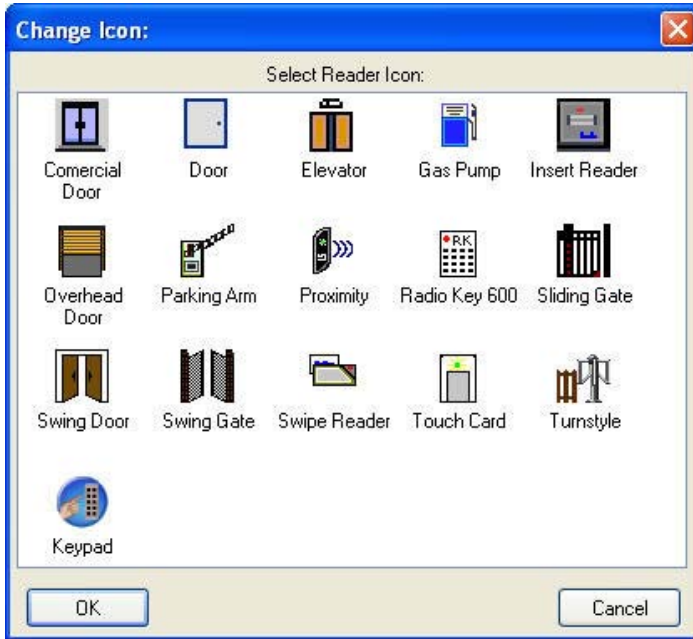 Change Icon:
Select Reader Icon:
Comercial Door
Door
Elevator
Gas Pump
Insert Reader
Overhead Door
Parking Arm
Proximity
RK
Radio Key 600
Sliding Gate
Swing Door
Swing Gate
Swipe Reader
Touch Card
Turnstyle
Keypad
OK
Cancel